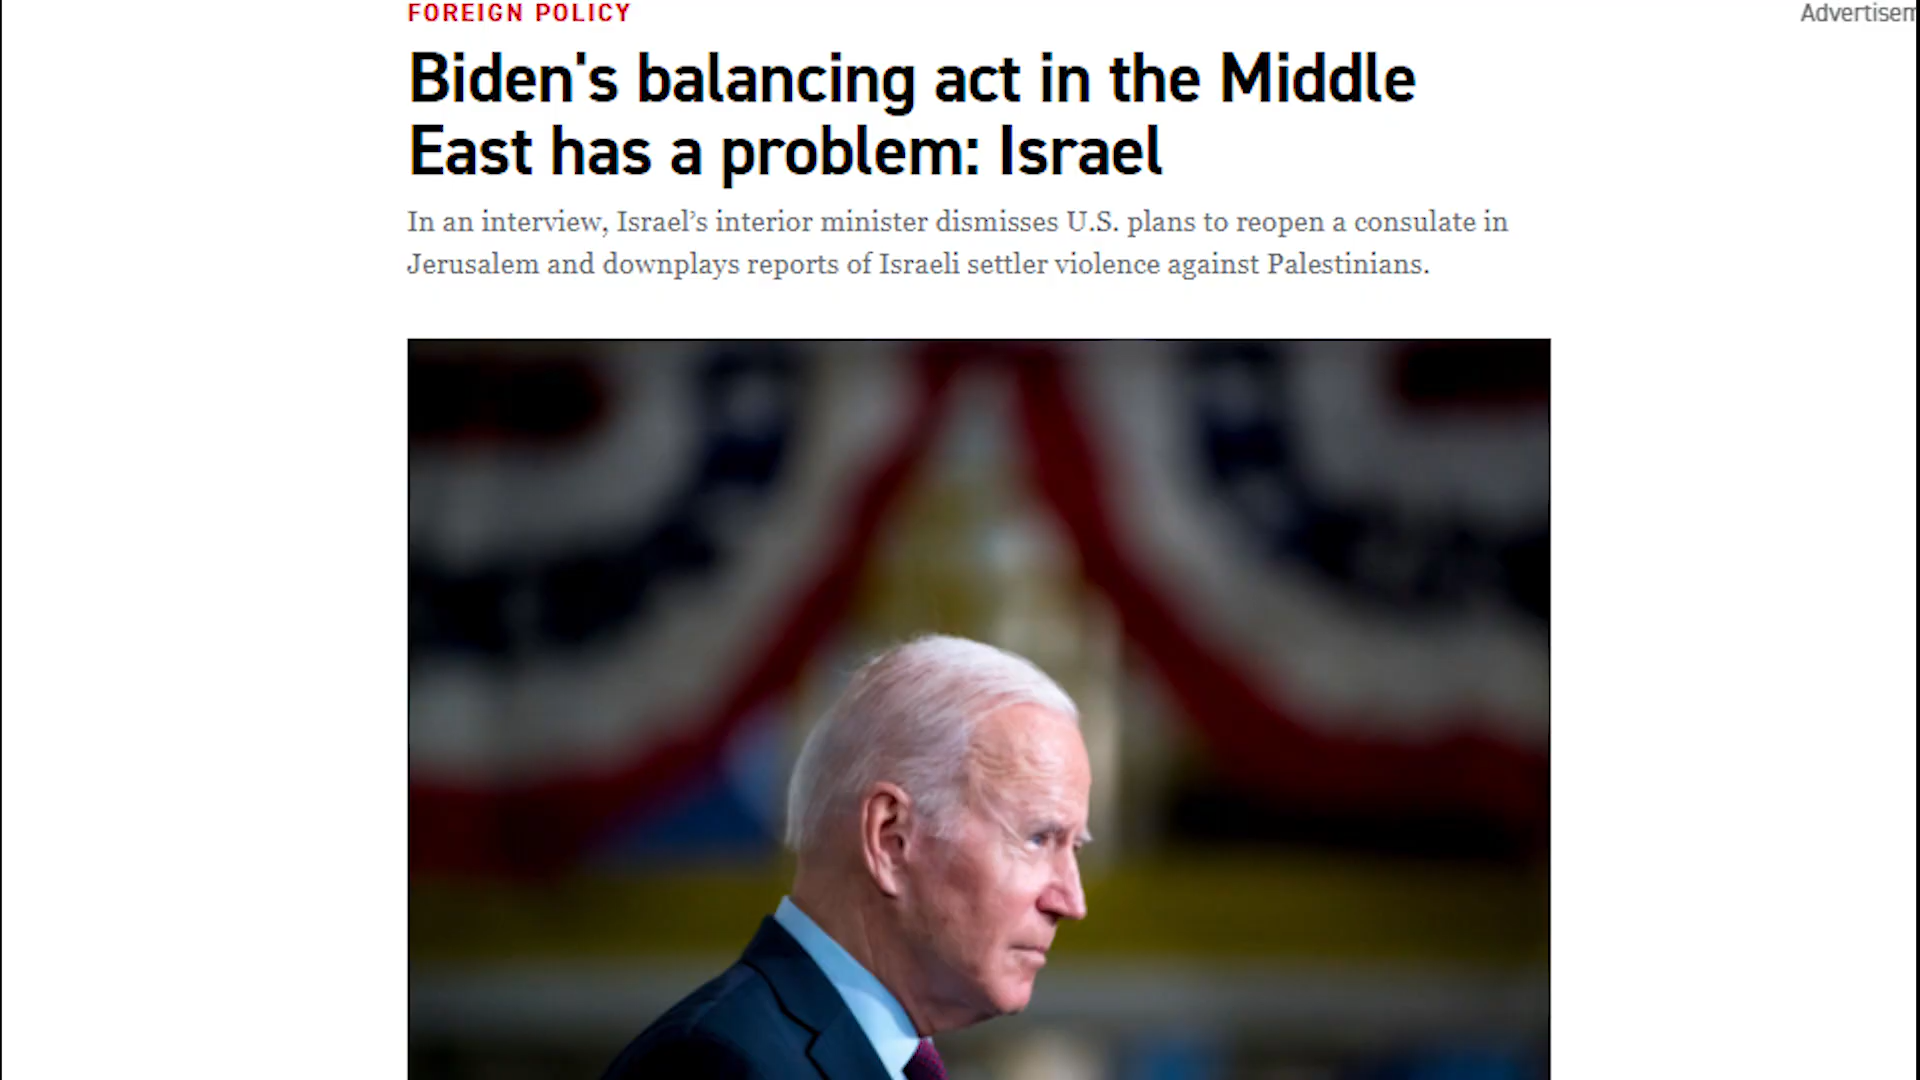 FOREIGN POLICY
Advertisem
Biden's balancing act in the Middle
East has a problem: Israel
In an interview, Israel’s interior minister dismisses U.S. plans to reopen a consulate in
Jerusalem and downplays reports of Israeli settler violence against Palestinians.